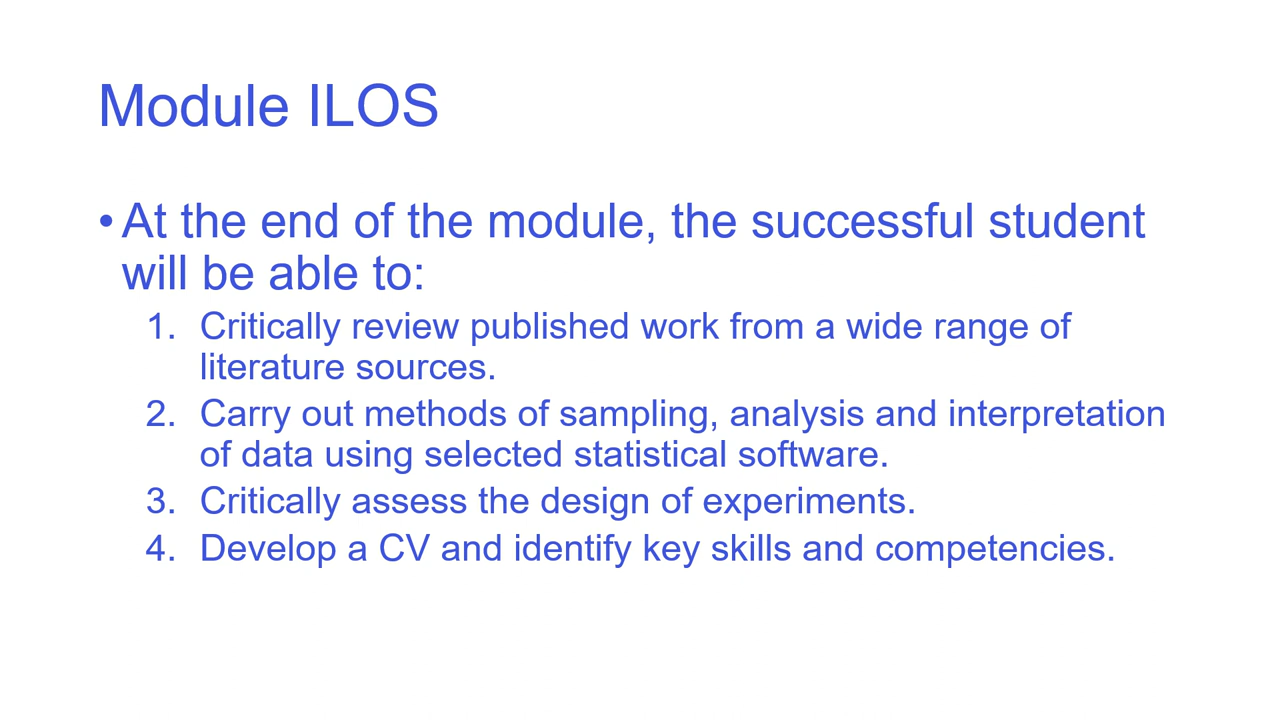 Module ILOS
• At the end of the module, the successful student
will be able to:
1. Critically review published work from a wide range of
literature sources.
2. Carry out methods of sampling, analysis and interpretation
of data using selected statistical software.
3. Critically assess the design of experiments.
4. Develop a CV and identify key skills and competencies.